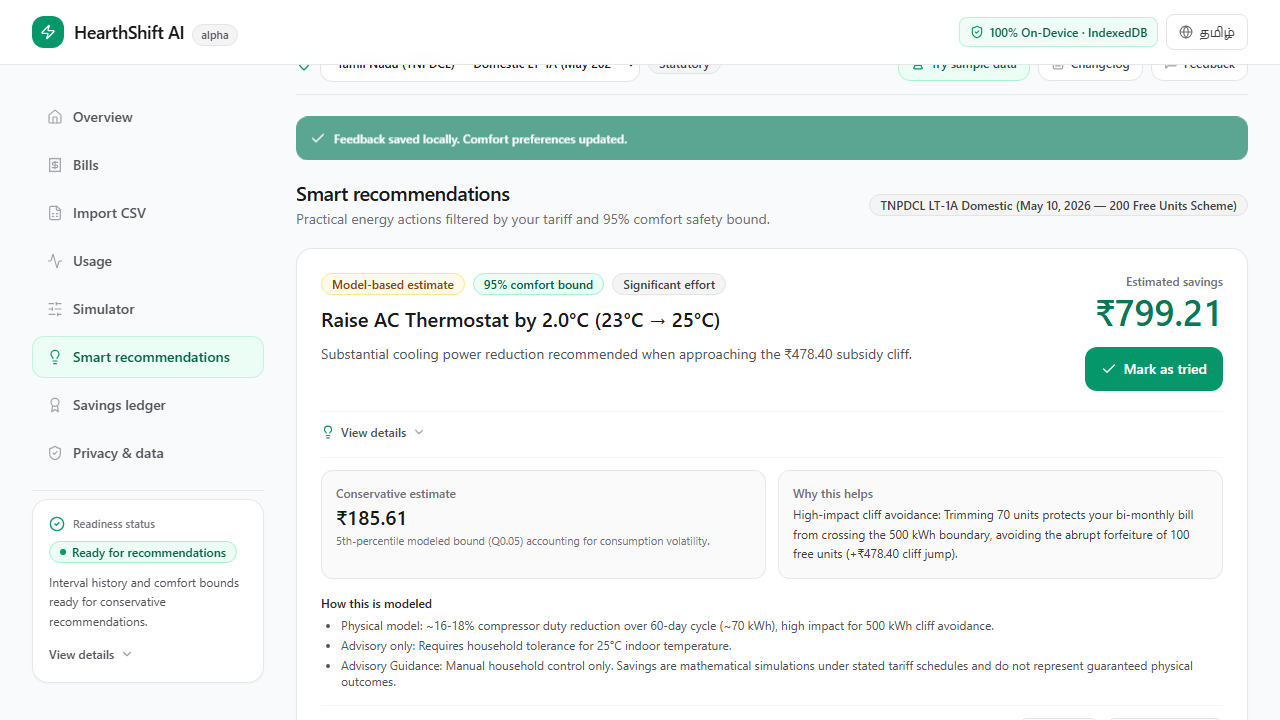 HearthShift AI
alpha
100% On-Device · IndexedDB
தமிழ்
Tamil Nadu (TNPDCL) — Domestic LT-1A (May 202
Statutory
Try sample data
Changelog
Feedback
Overview
Bills
Import CSV
Usage
Simulator
Smart recommendations
Savings ledger
Privacy & data
Readiness status
Ready for recommendations
Interval history and comfort bounds
ready for conservative
recommendations.
View details
Feedback saved locally. Comfort preferences updated.
Smart recommendations
Practical energy actions filtered by your tariff and 95% comfort safety bound.
TNPDCL LT-1A Domestic (May 10, 2026 — 200 Free Units Scheme)
Model-based estimate
95% comfort bound
Significant effort
Raise AC Thermostat by 2.0°C (23°C → 25°C)
Substantial cooling power reduction recommended when approaching the ₹478.40 subsidy cliff.
Estimated savings
₹799.21
Mark as tried
View details
Conservative estimate
₹185.61
5th-percentile modeled bound (Q0.05) accounting for consumption volatility.
Why this helps
High-impact cliff avoidance: Trimming 70 units protects your bi-monthly bill
from crossing the 500 kWh boundary, avoiding the abrupt forfeiture of 100
free units (+₹478.40 cliff jump).
How this is modeled
• Physical model: ~16-18% compressor duty reduction over 60-day cycle (~70 kWh), high impact for 500 kWh cliff avoidance.
• Advisory only: Requires household tolerance for 25°C indoor temperature.
• Advisory Guidance: Manual household control only. Savings are mathematical simulations under stated tariff schedules and do not represent guaranteed physical
outcomes.